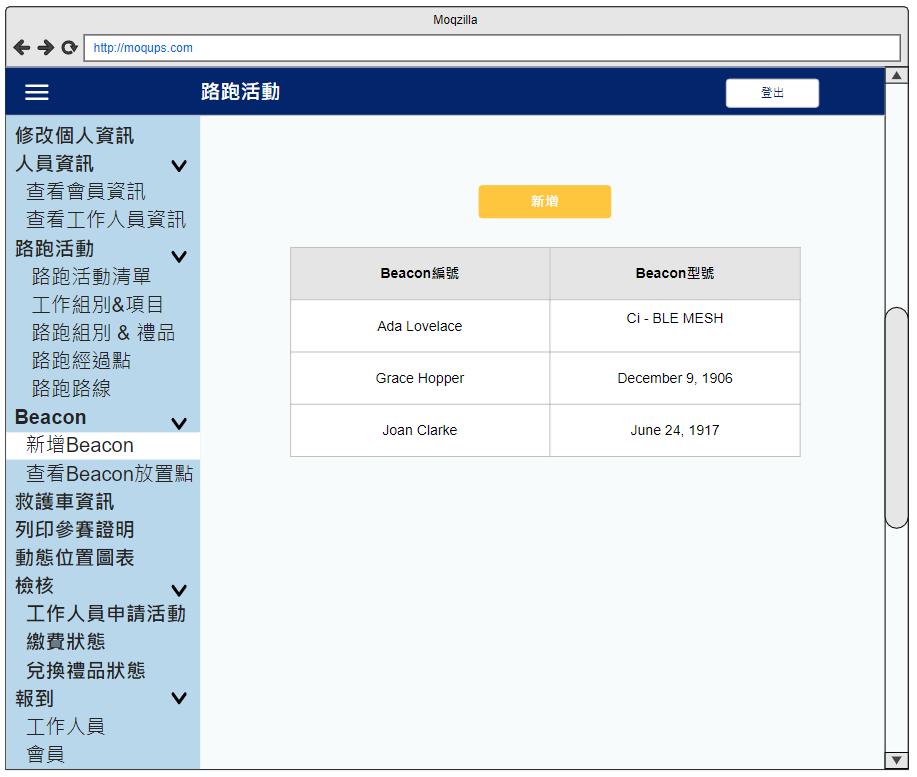 Moqzilla
http://moqups.com
路跑活動
登出
修改個人資訊
人員資訊
查看會員資訊
查看工作人員資訊
路跑活動
路跑活動清單
工作組別&項目
路跑組別 & 禮品
路跑經過點
路跑路線
Beacon
新增Beacon
查看Beacon放置點
救護車資訊
列印參賽證明
動態位置圖表
檢核
工作人員申請活動
繳費狀態
兌換禮品狀態
報到
工作人員
會員
新增
Beacon編號 Beacon型號
Ada Lovelace Ci - BLE MESH
Grace Hopper December 9, 1906
Joan Clarke June 24, 1917